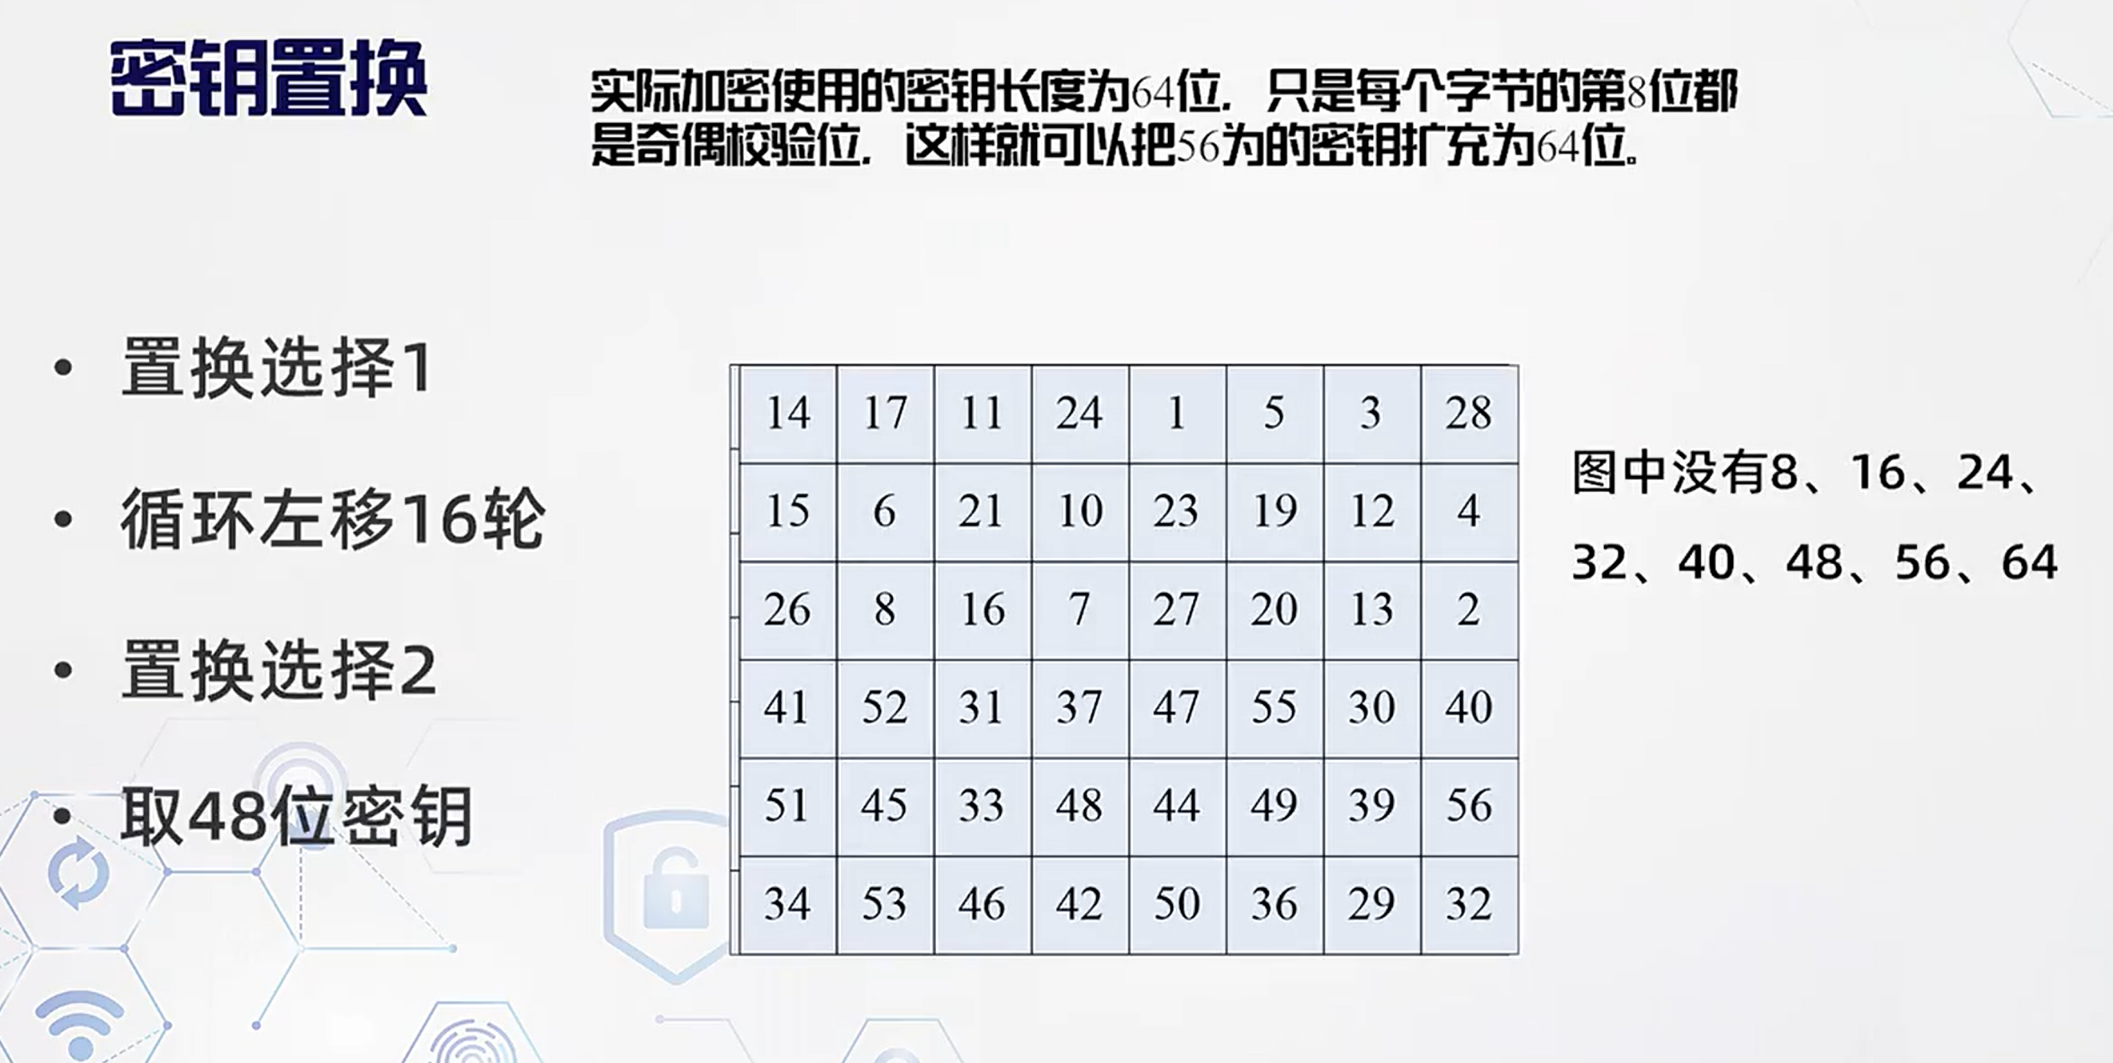 密钥置换
实际加密使用的密钥长度为64位，只是每个字节的第8位都
是奇偶校验位，这样就可以把56为的密钥扩充为64位。
• 置换选择1
• 循环左移16轮
• 置换选择2
• 取48位密钥
14 17 11 24 1 5 3 28
15 6 21 10 23 19 12 4
26 8 16 7 27 20 13 2
41 52 31 37 47 55 30 40
51 45 33 48 44 49 39 56
34 53 46 42 50 36 29 32
图中没有8、16、24、
32、40、48、56、64